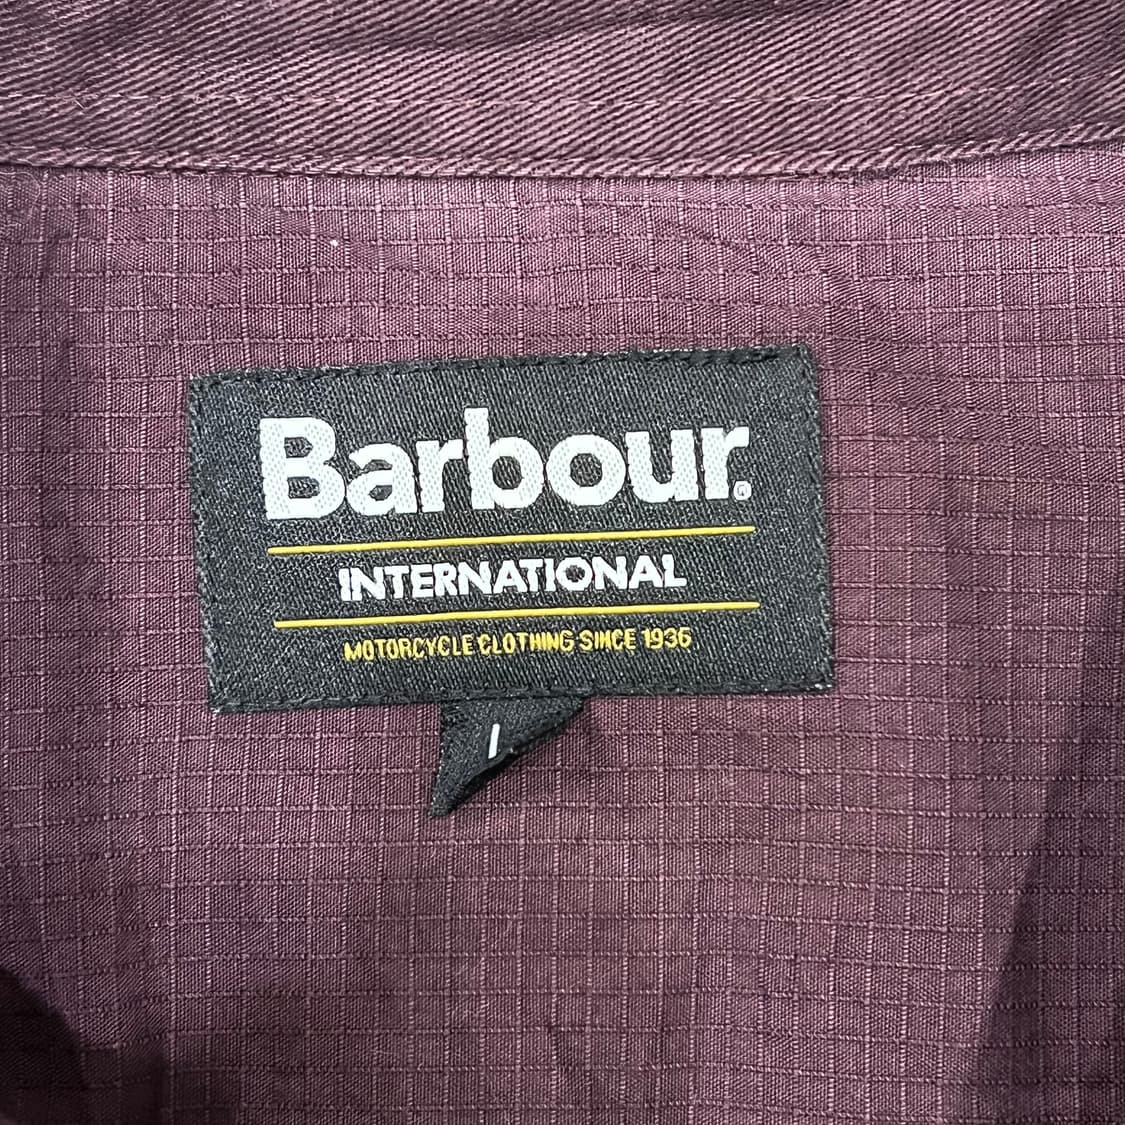 Barbour.
INTERNATIONAL
MOTORCYCLE CLOTHING SINCE 1936